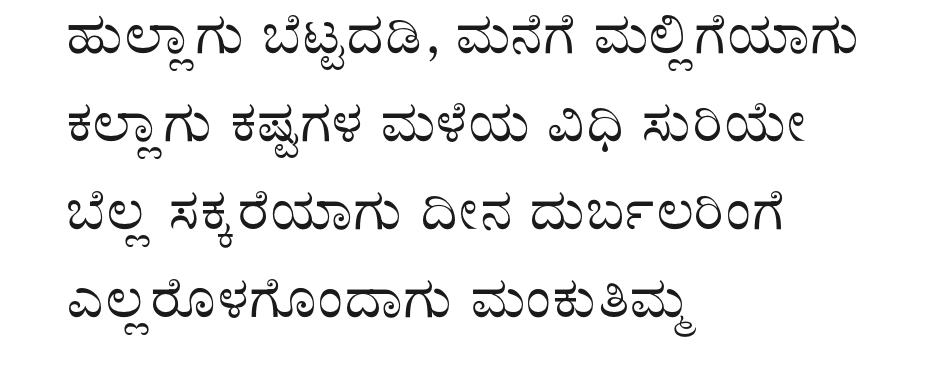 ಹುಲ್ಲಾಗು ಬೆಟ್ಟದಡಿ, ಮನೆಗೆ ಮಲ್ಲಿಗೆಯಾಗು
ಕಲ್ಲಾಗು ಕಷ್ಟಗಳ ಮಳೆಯ ವಿಧಿ ಸುರಿಯೇ
ಬೆಲ್ಲ ಸಕ್ಕರೆಯಾಗು ದೀನ ದುರ್ಬಲರಿಂಗೆ
ಎಲ್ಲರೊಳಗೊಂದಾಗು ಮಂಕುತಿಮ್ಮ